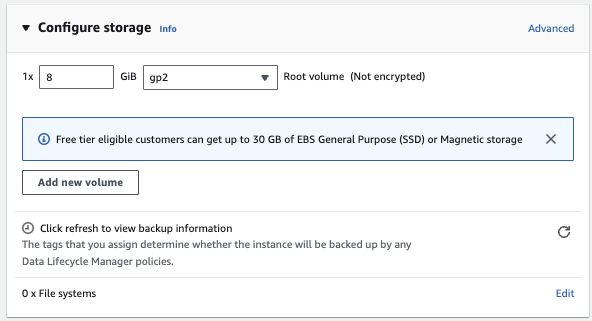 Configure storage Info Advanced
1x 8 GiB gp2 Root volume (Not encrypted)
Free tier eligible customers can get up to 30 GB of EBS General Purpose (SSD) or Magnetic storage
Add new volume
Click refresh to view backup information
The tags that you assign determine whether the instance will be backed up by any
Data Lifecycle Manager policies.
0 x File systems Edit